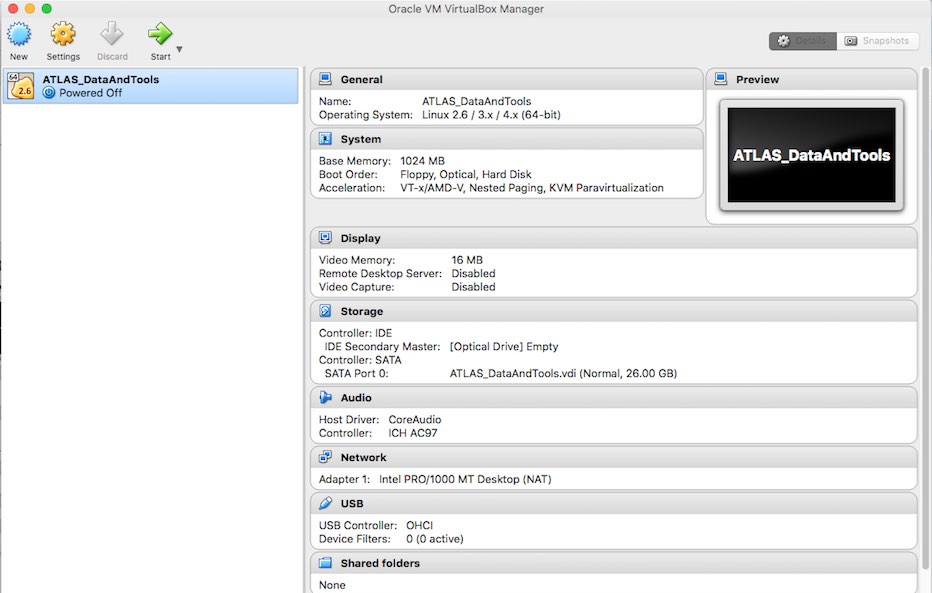 Oracle VM VirtualBox Manager
New Settings Discard Start
Details Snapshots
64
2.6
ATLAS_DataAndTools
Powered Off
General
Name: ATLAS_DataAndTools
Operating System: Linux 2.6 / 3.x / 4.x (64-bit)
System
Base Memory: 1024 MB
Boot Order: Floppy, Optical, Hard Disk
Acceleration: VT-x/AMD-V, Nested Paging, KVM Paravirtualization
Preview
ATLAS_DataAndTools
Display
Video Memory: 16 MB
Remote Desktop Server: Disabled
Video Capture: Disabled
Storage
Controller: IDE
IDE Secondary Master: [Optical Drive] Empty
Controller: SATA
SATA Port 0: ATLAS_DataAndTools.vdi (Normal, 26.00 GB)
Audio
Host Driver: CoreAudio
Controller: ICH AC97
Network
Adapter 1: Intel PRO/1000 MT Desktop (NAT)
USB
USB Controller: OHCI
Device Filters: 0 (0 active)
Shared folders
None